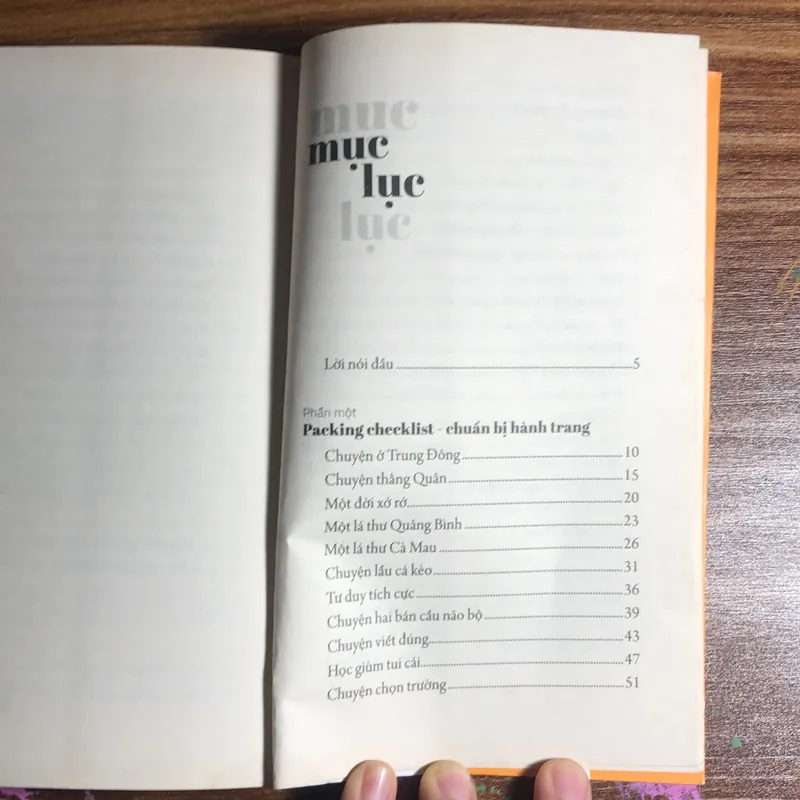 mục
mục
lục
lục
Lời nói đầu 5
Phần một
Packing checklist - chuẩn bị hành trang
Chuyện ở Trung Đông 10
Chuyện thằng Quân 15
Một đời xớ rớ 20
Một lá thư Quảng Bình 23
Một lá thư Cà Mau 26
Chuyện lẩu cá kèo 31
Tư duy tích cực 36
Chuyện hai bán cầu não bộ 39
Chuyện viết đúng 43
Học giùm tui cái 47
Chuyện chọn trường 51